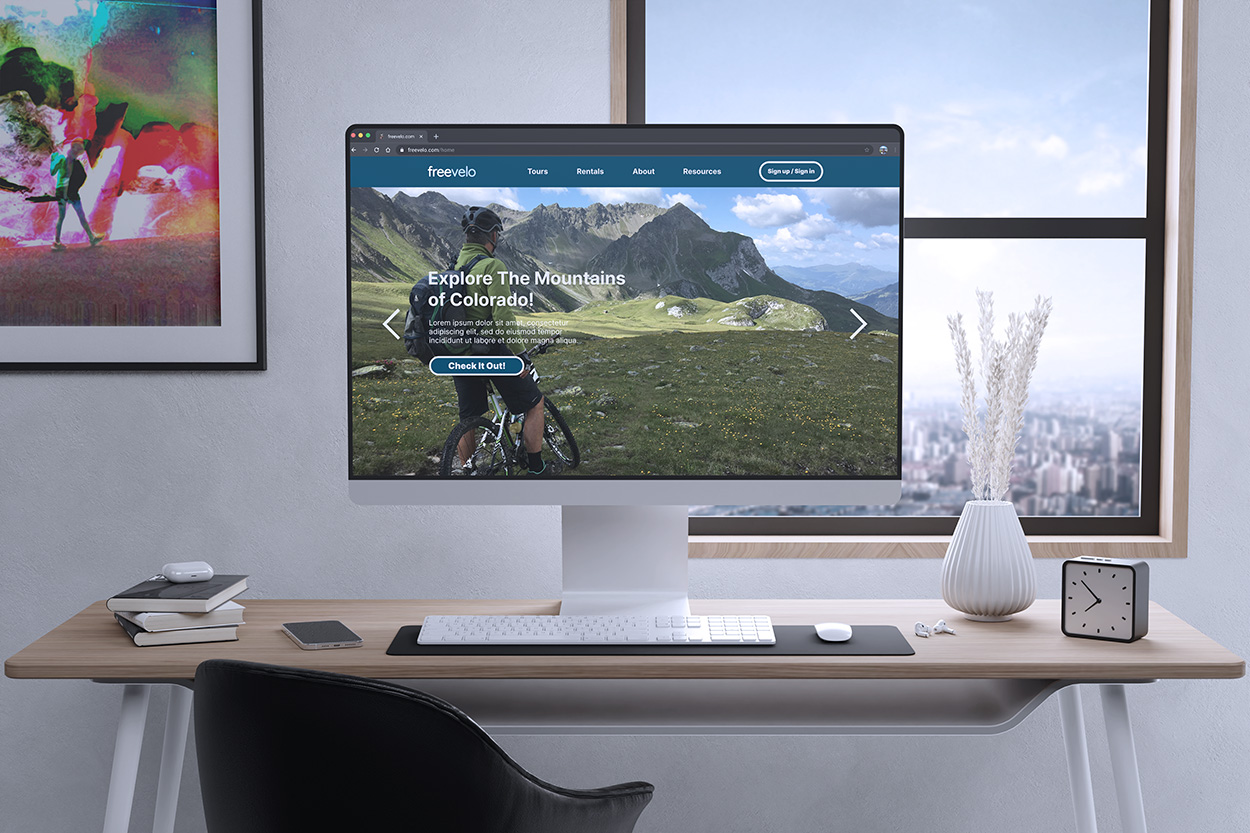 freevelo.com
freevelo.com/home
freevelo
Tours
Rentals
About
Resources
Sign up / Sign in
Explore The Mountains
of Colorado!
Lorem ipsum dolor sit amet, consectetur
adipiscing elit, sed do eiusmod tempor
incididunt ut labore et dolore magna aliqua
Check It Out!